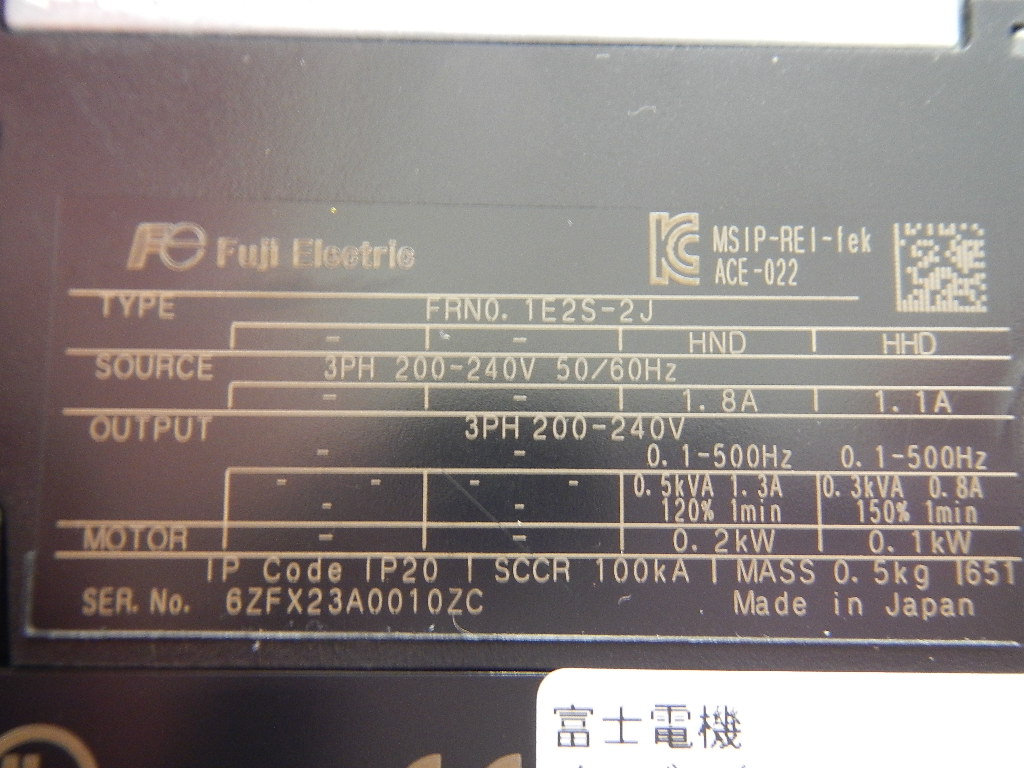 Fuji Electric
MSIP-REI-fek
ACE-022
TYPE FRN0.1E2S-2J
- - HND HHD
SOURCE 3PH 200-240V 50/60Hz
- - 1.8A 1.1A
OUTPUT 3PH 200-240V
- - 0.1-500Hz 0.1-500Hz
- - - - 0.5kVA 1.3A 0.3kVA 0.8A
- - 120% 1min 150% 1min
MOTOR - - 0.2kW 0.1kW
IP Code IP20 SCCR 100kA MASS 0.5kg 1651
SER. No. 6ZFX23A0010ZC Made in Japan
富士電機